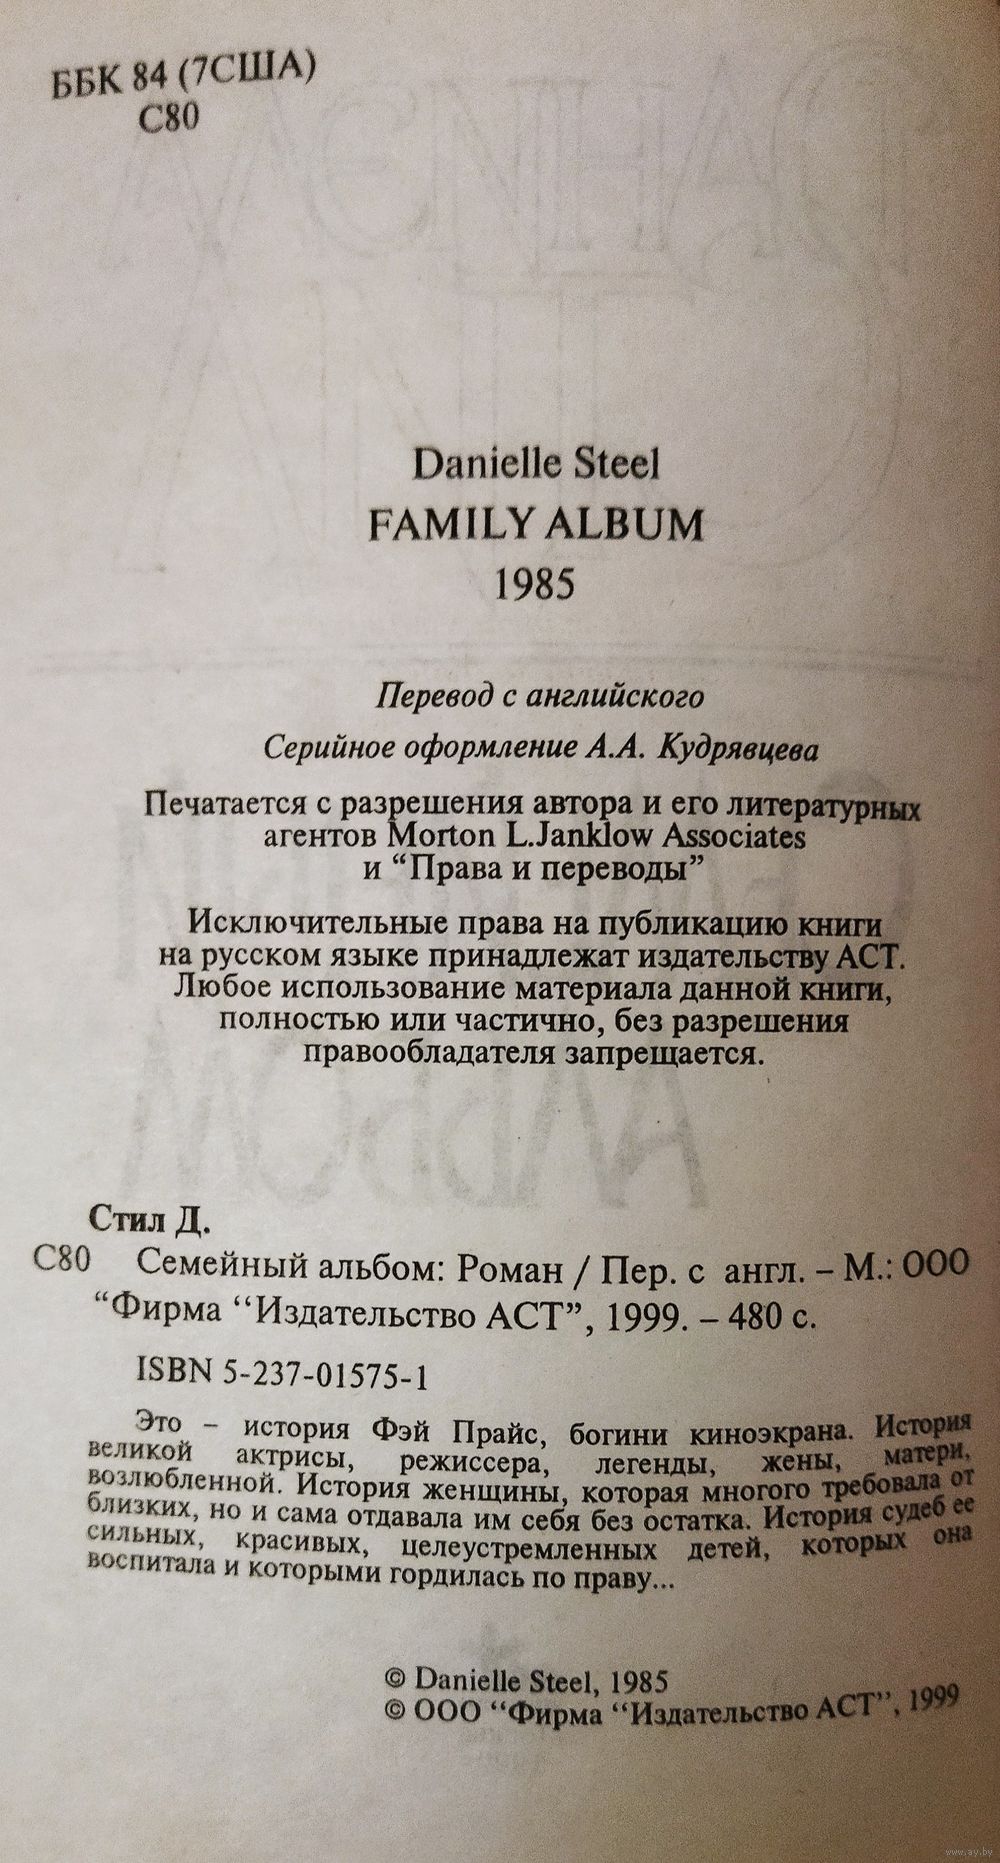 ББК 84 (7США)
С80
Danielle Steel
FAMILY ALBUM
1985
Перевод с английского
Серийное оформление А.А. Кудрявцева
Печатается с разрешения автора и его литературных
агентов Morton L.Janklow Associates
и “Права и переводы”
Исключительные права на публикацию книги
на русском языке принадлежат издательству АСТ.
Любое использование материала данной книги,
полностью или частично, без разрешения
правообладателя запрещается.
Стил Д.
С80 Семейный альбом: Роман / Пер. с англ. – М.: ООО
“Фирма ‘‘Издательство АСТ”, 1999. – 480 с.
ISBN 5-237-01575-1
Это – история Фэй Прайс, богини киноэкрана. История
великой актрисы, режиссера, легенды, жены, матери,
возлюбленной. История женщины, которая многого требовала от
близких, но и сама отдавала им себя без остатка. История судеб ее
сильных, красивых, целеустремленных детей, которых она
воспитала и которыми гордилась по праву...
© Danielle Steel, 1985
© ООО ‘‘Фирма ‘‘Издательство АСТ’’, 1999
www.ay.by